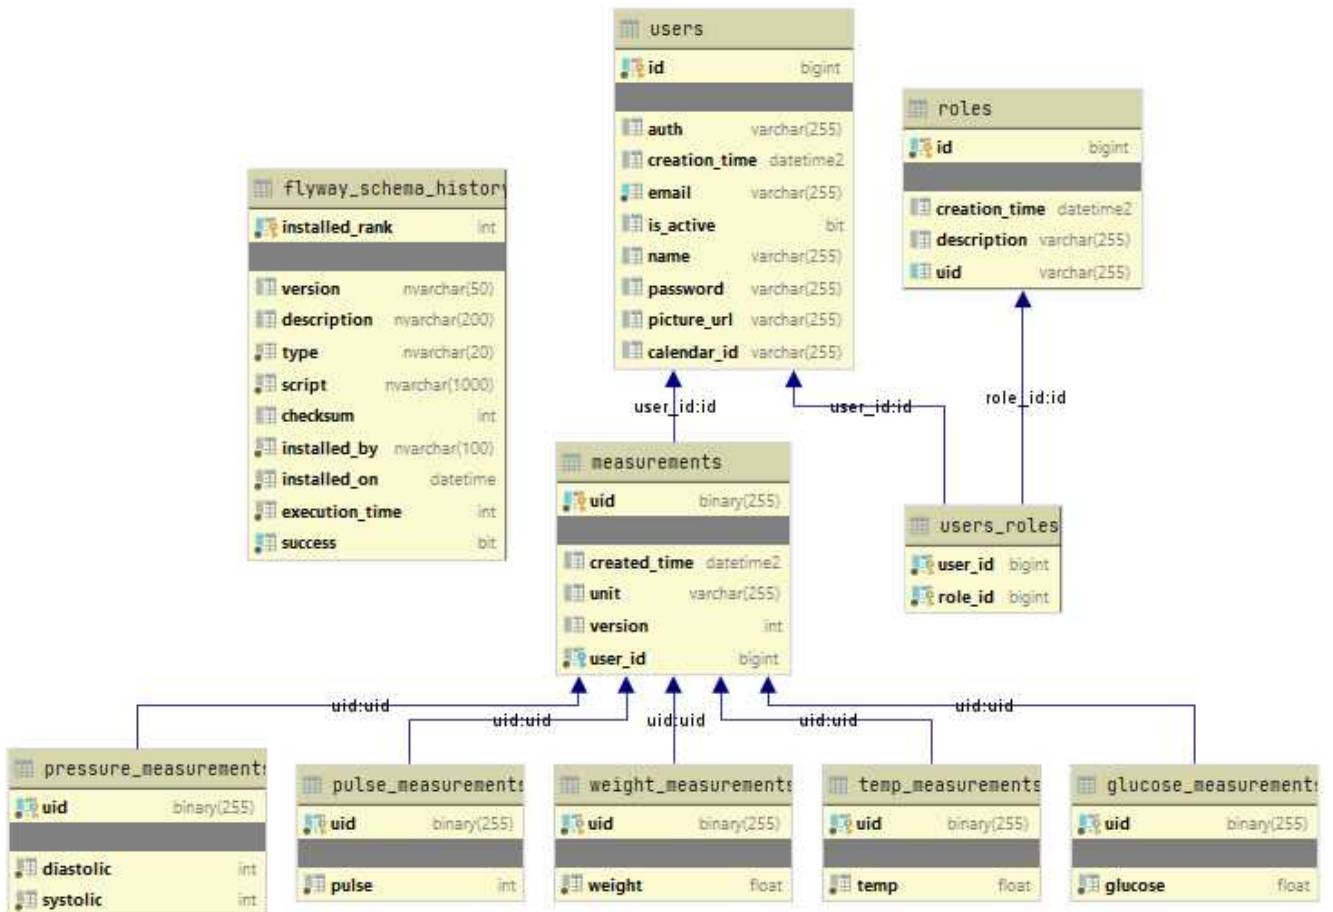 users
id bigint
auth varchar(255)
creation_time datetime2
email varchar(255)
is_active bit
name varchar(255)
password varchar(255)
picture_url varchar(255)
calendar_id varchar(255)
roles
id bigint
creation_time datetime2
description varchar(255)
uid varchar(255)
flyway_schema_history
installed_rank int
version nvarchar(50)
description nvarchar(200)
type nvarchar(20)
script nvarchar(1000)
checksum int
installed_by nvarchar(100)
installed_on datetime
execution_time int
success bit
user_id:id
user_id:id
role_id:id
measurements
uid binary(255)
created_time datetime2
unit varchar(255)
version int
user_id bigint
users_roles
user_id bigint
role_id bigint
uid:uid
uid:uid
uid:uid
uid:uid
uid:uid
pressure_measurements
uid binary(255)
diastolic int
systolic int
pulse_measurements
uid binary(255)
pulse int
weight_measurements
uid binary(255)
weight float
temp_measurements
uid binary(255)
temp float
glucose_measurements
uid binary(255)
glucose float